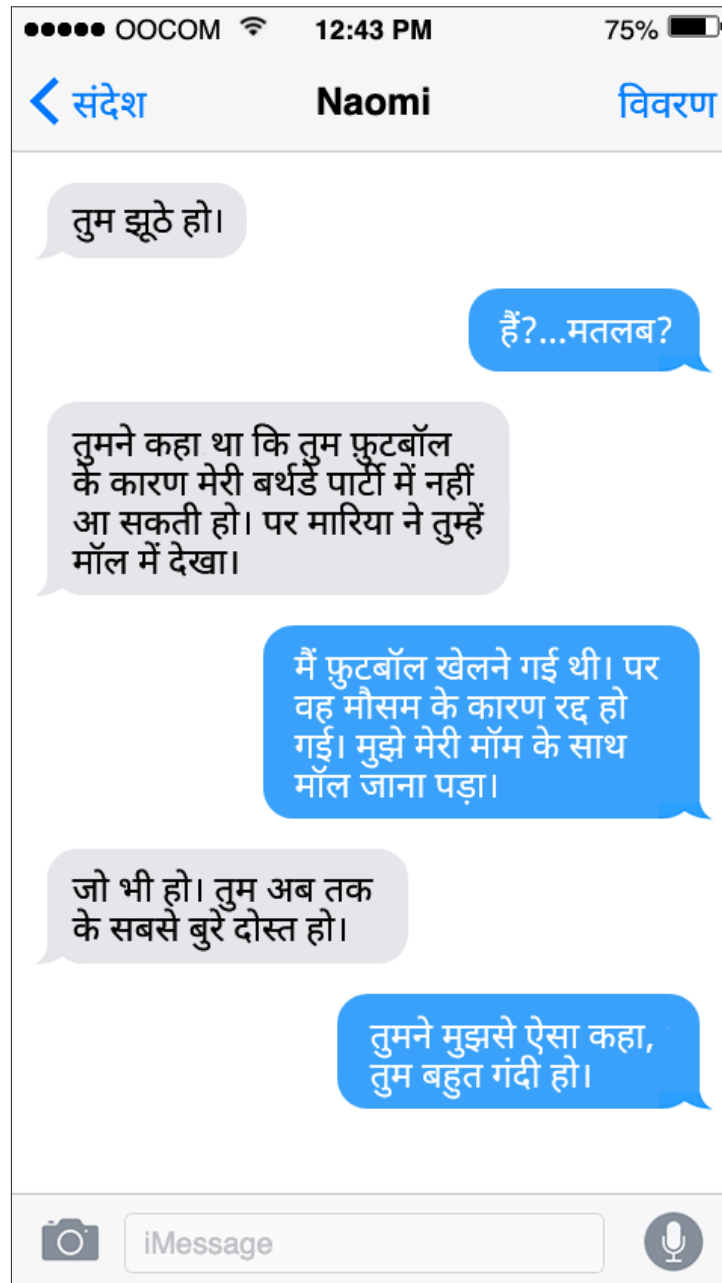 OOCOM 12:43 PM 75%
संदेश Naomi विवरण
तुम झूठे हो।
हैं?...मतलब?
तुमने कहा था कि तुम फ़ुटबॉल
के कारण मेरी बर्थडे पार्टी में नहीं
आ सकती हो। पर मारिया ने तुम्हें
मॉल में देखा।
मैं फ़ुटबॉल खेलने गई थी। पर
वह मौसम के कारण रद्द हो
गई। मुझे मेरी मॉम के साथ
मॉल जाना पड़ा।
जो भी हो। तुम अब तक
के सबसे बुरे दोस्त हो।
तुमने मुझसे ऐसा कहा,
तुम बहुत गंदी हो।
iMessage